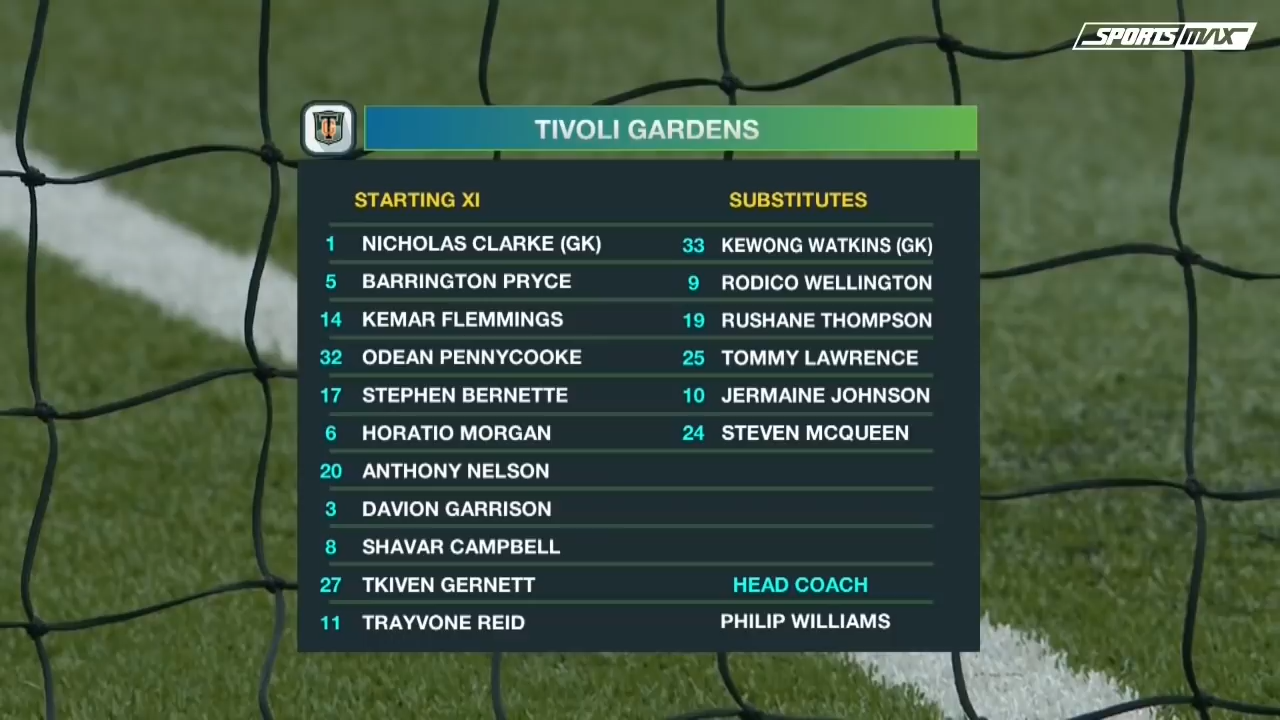 SPORTSMAX
TIVOLI GARDENS
STARTING XI
1 NICHOLAS CLARKE (GK)
5 BARRINGTON PRYCE
14 KEMAR FLEMMINGS
32 ODEAN PENNYCOOKE
17 STEPHEN BERNETTE
6 HORATIO MORGAN
20 ANTHONY NELSON
3 DAVION GARRISON
8 SHAVAR CAMPBELL
27 TKIVEN GERNETT
11 TRAYVONE REID
SUBSTITUTES
33 KEWONG WATKINS (GK)
9 RODICO WELLINGTON
19 RUSHANE THOMPSON
25 TOMMY LAWRENCE
10 JERMAINE JOHNSON
24 STEVEN MCQUEEN
HEAD COACH
PHILIP WILLIAMS